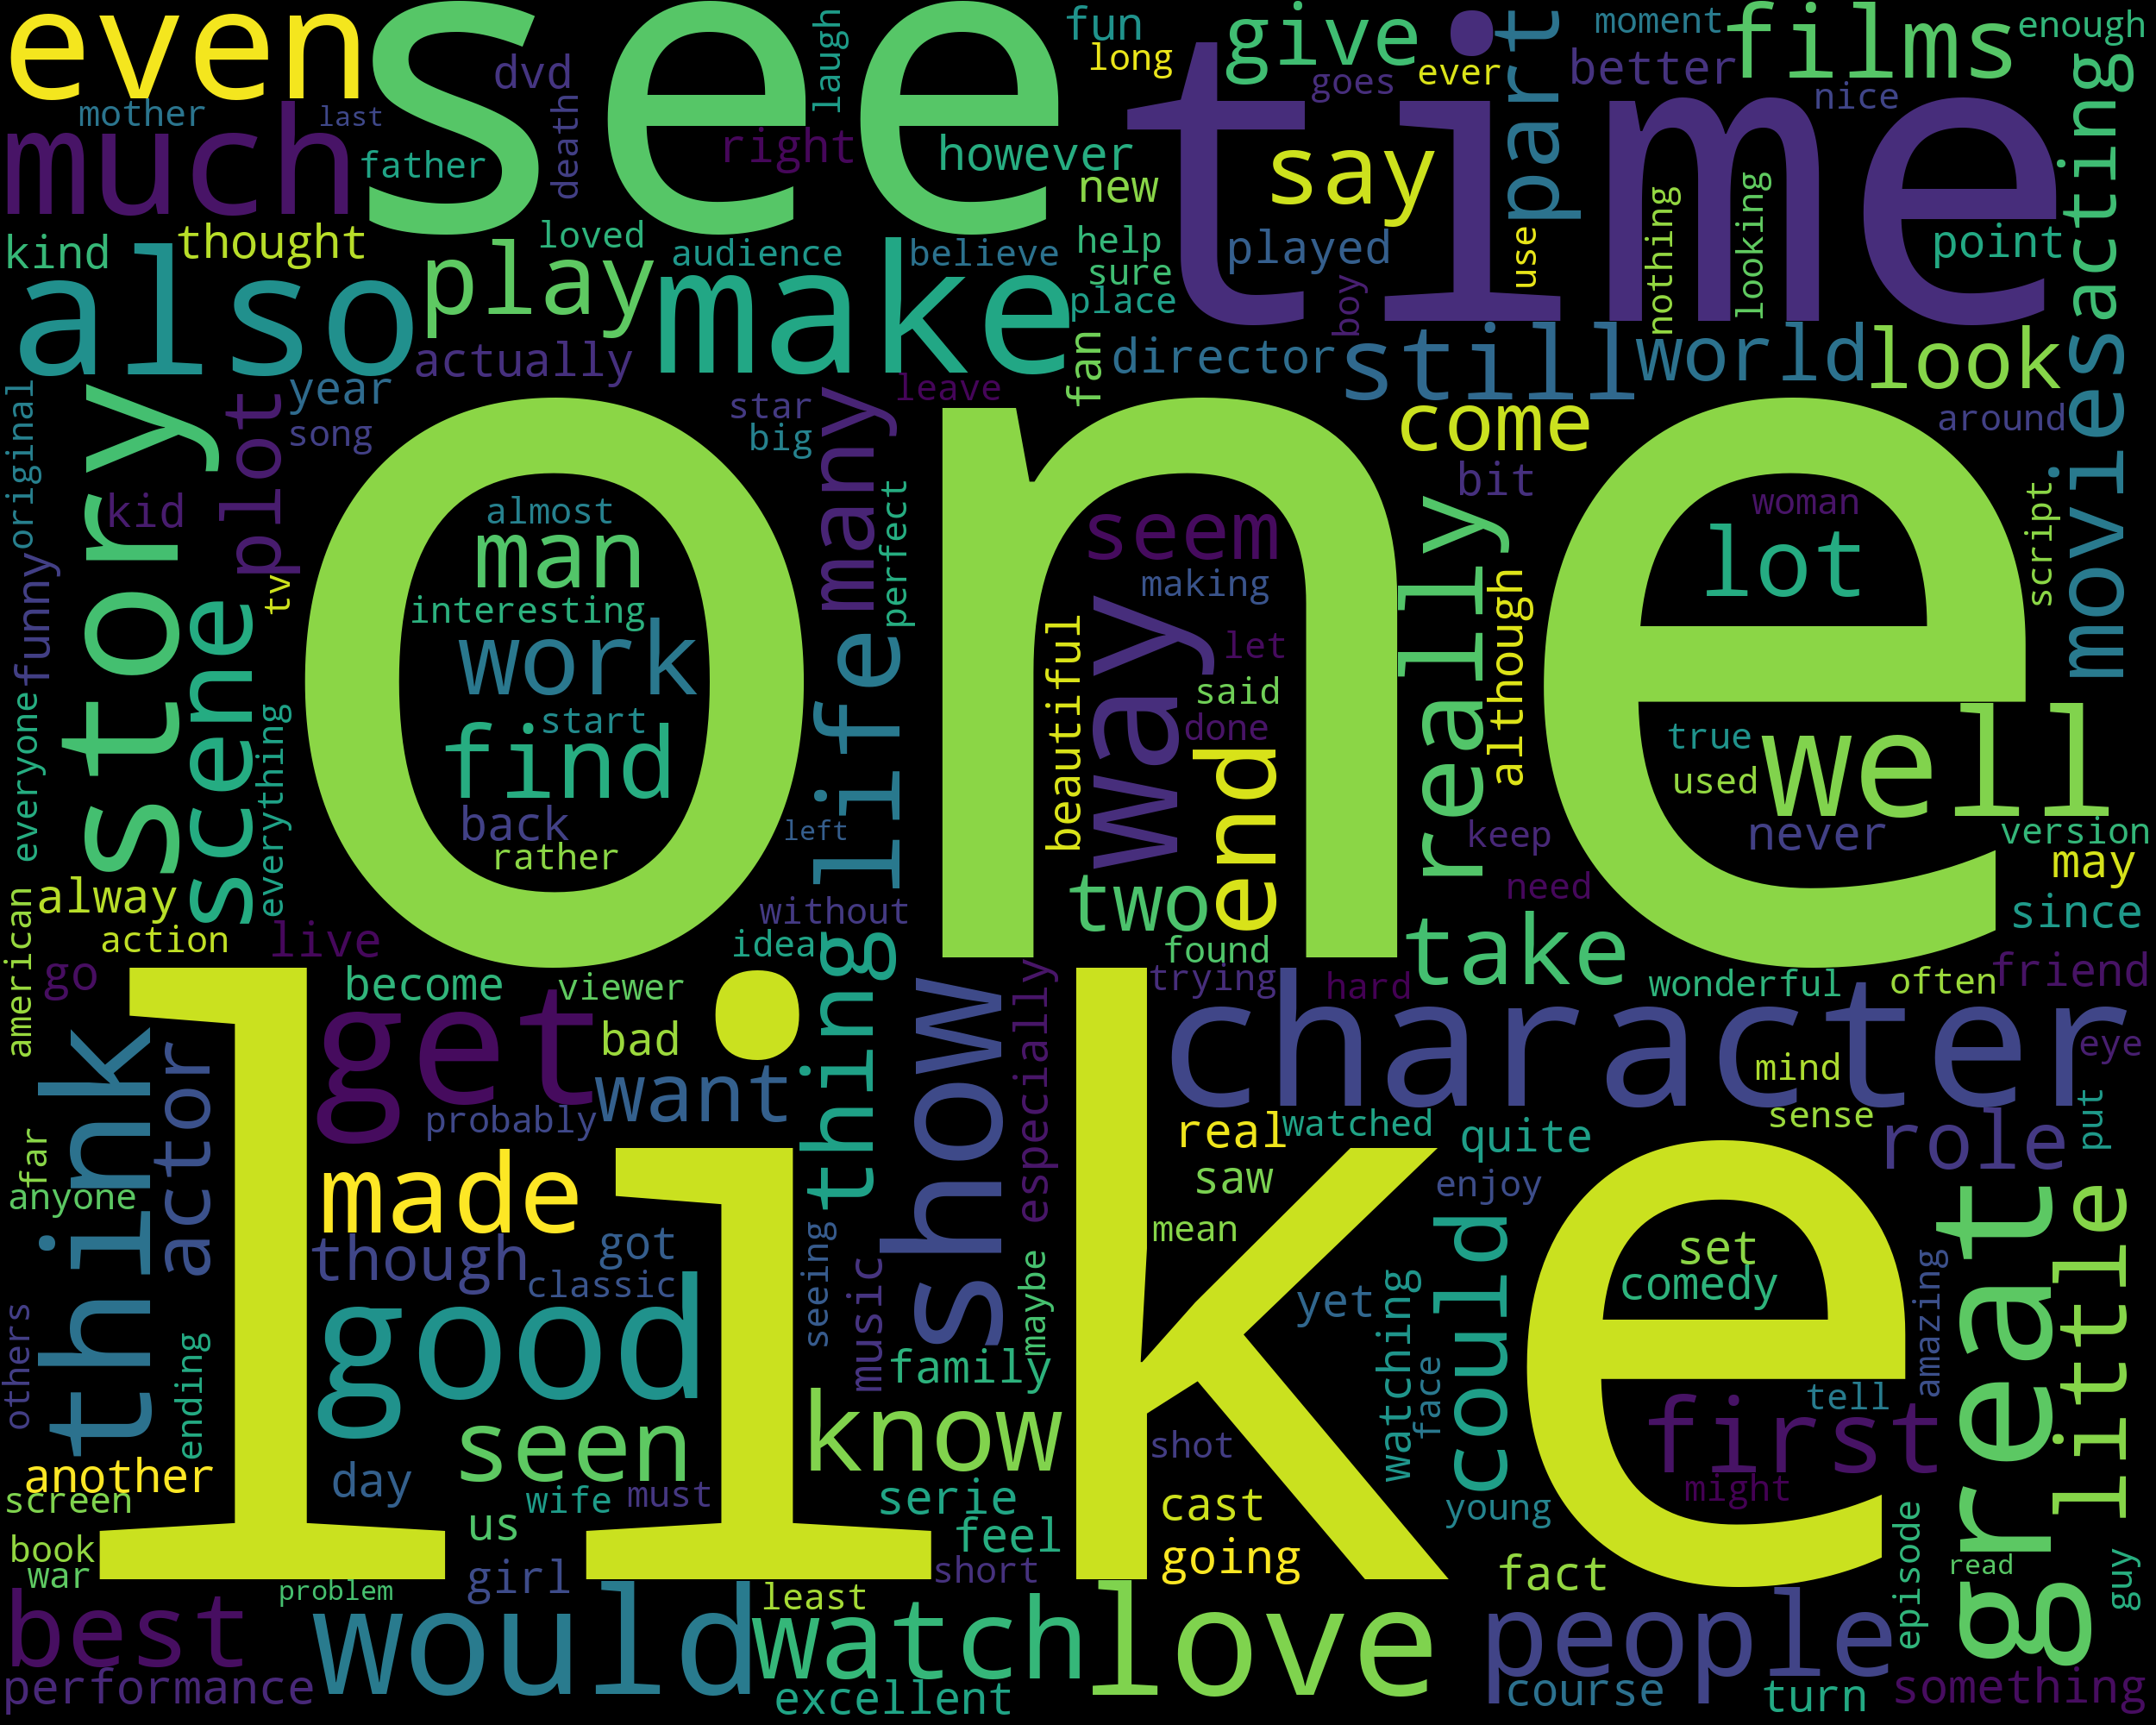 even
see
time
fun
long
give
goes
ever
part
moment
better
films
nice
enough
acting
dvd
laugh
mother
last
much
father
death
right
however
new
say
nothing
looking
point
kind
thought
loved
audience
believe
help
sure
played
use
also
play
make
place
boy
actually
fan
director
still
world
look
movies
original
story
plot
year
song
star
big
many
leave
come
around
kid
almost
man
perfect
one
seem
bit
woman
lot
script
funny
tv
interesting
making
really
although
scene
work
life
beautiful
way
let
said
done
everyone
everything
start
find
end
true
used
well
back
rather
left
keep
never
version
may
alway
without
two
need
since
american
action
live
idea
thing
found
take
go
become
viewer
especially
trying
hard
wonderful
often
friend
think
actor
get
bad
want
show
character
mind
eye
far
anyone
probably
real
watched
quite
sense
role
put
made
saw
enjoy
great
little
though
got
classic
seeing
music
maybe
mean
could
set
comedy
amazing
others
ending
good
like
family
yet
watching
face
tell
another
day
seen
know
shot
first
might
screen
wife
must
serie
cast
young
book
war
us
girl
feel
short
going
fact
episode
read
guy
best
problem
would
least
watch
love
people
performance
excellent
course
turn
something